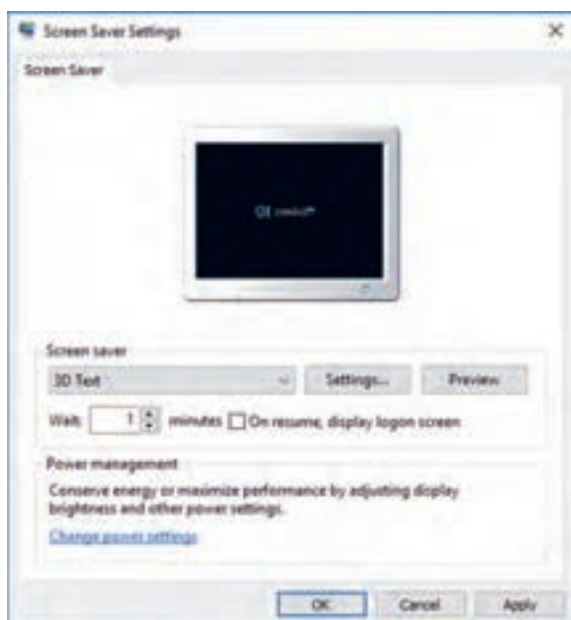 Screen Saver Settings
Screen Saver
Screen saver
3D Text
Settings...
Preview
Wait:
1
minutes
On resume, display logon screen
Power management
Conserve energy or maximize performance by adjusting display
brightness and other power settings.
Change power settings
OK
Cancel
Apply